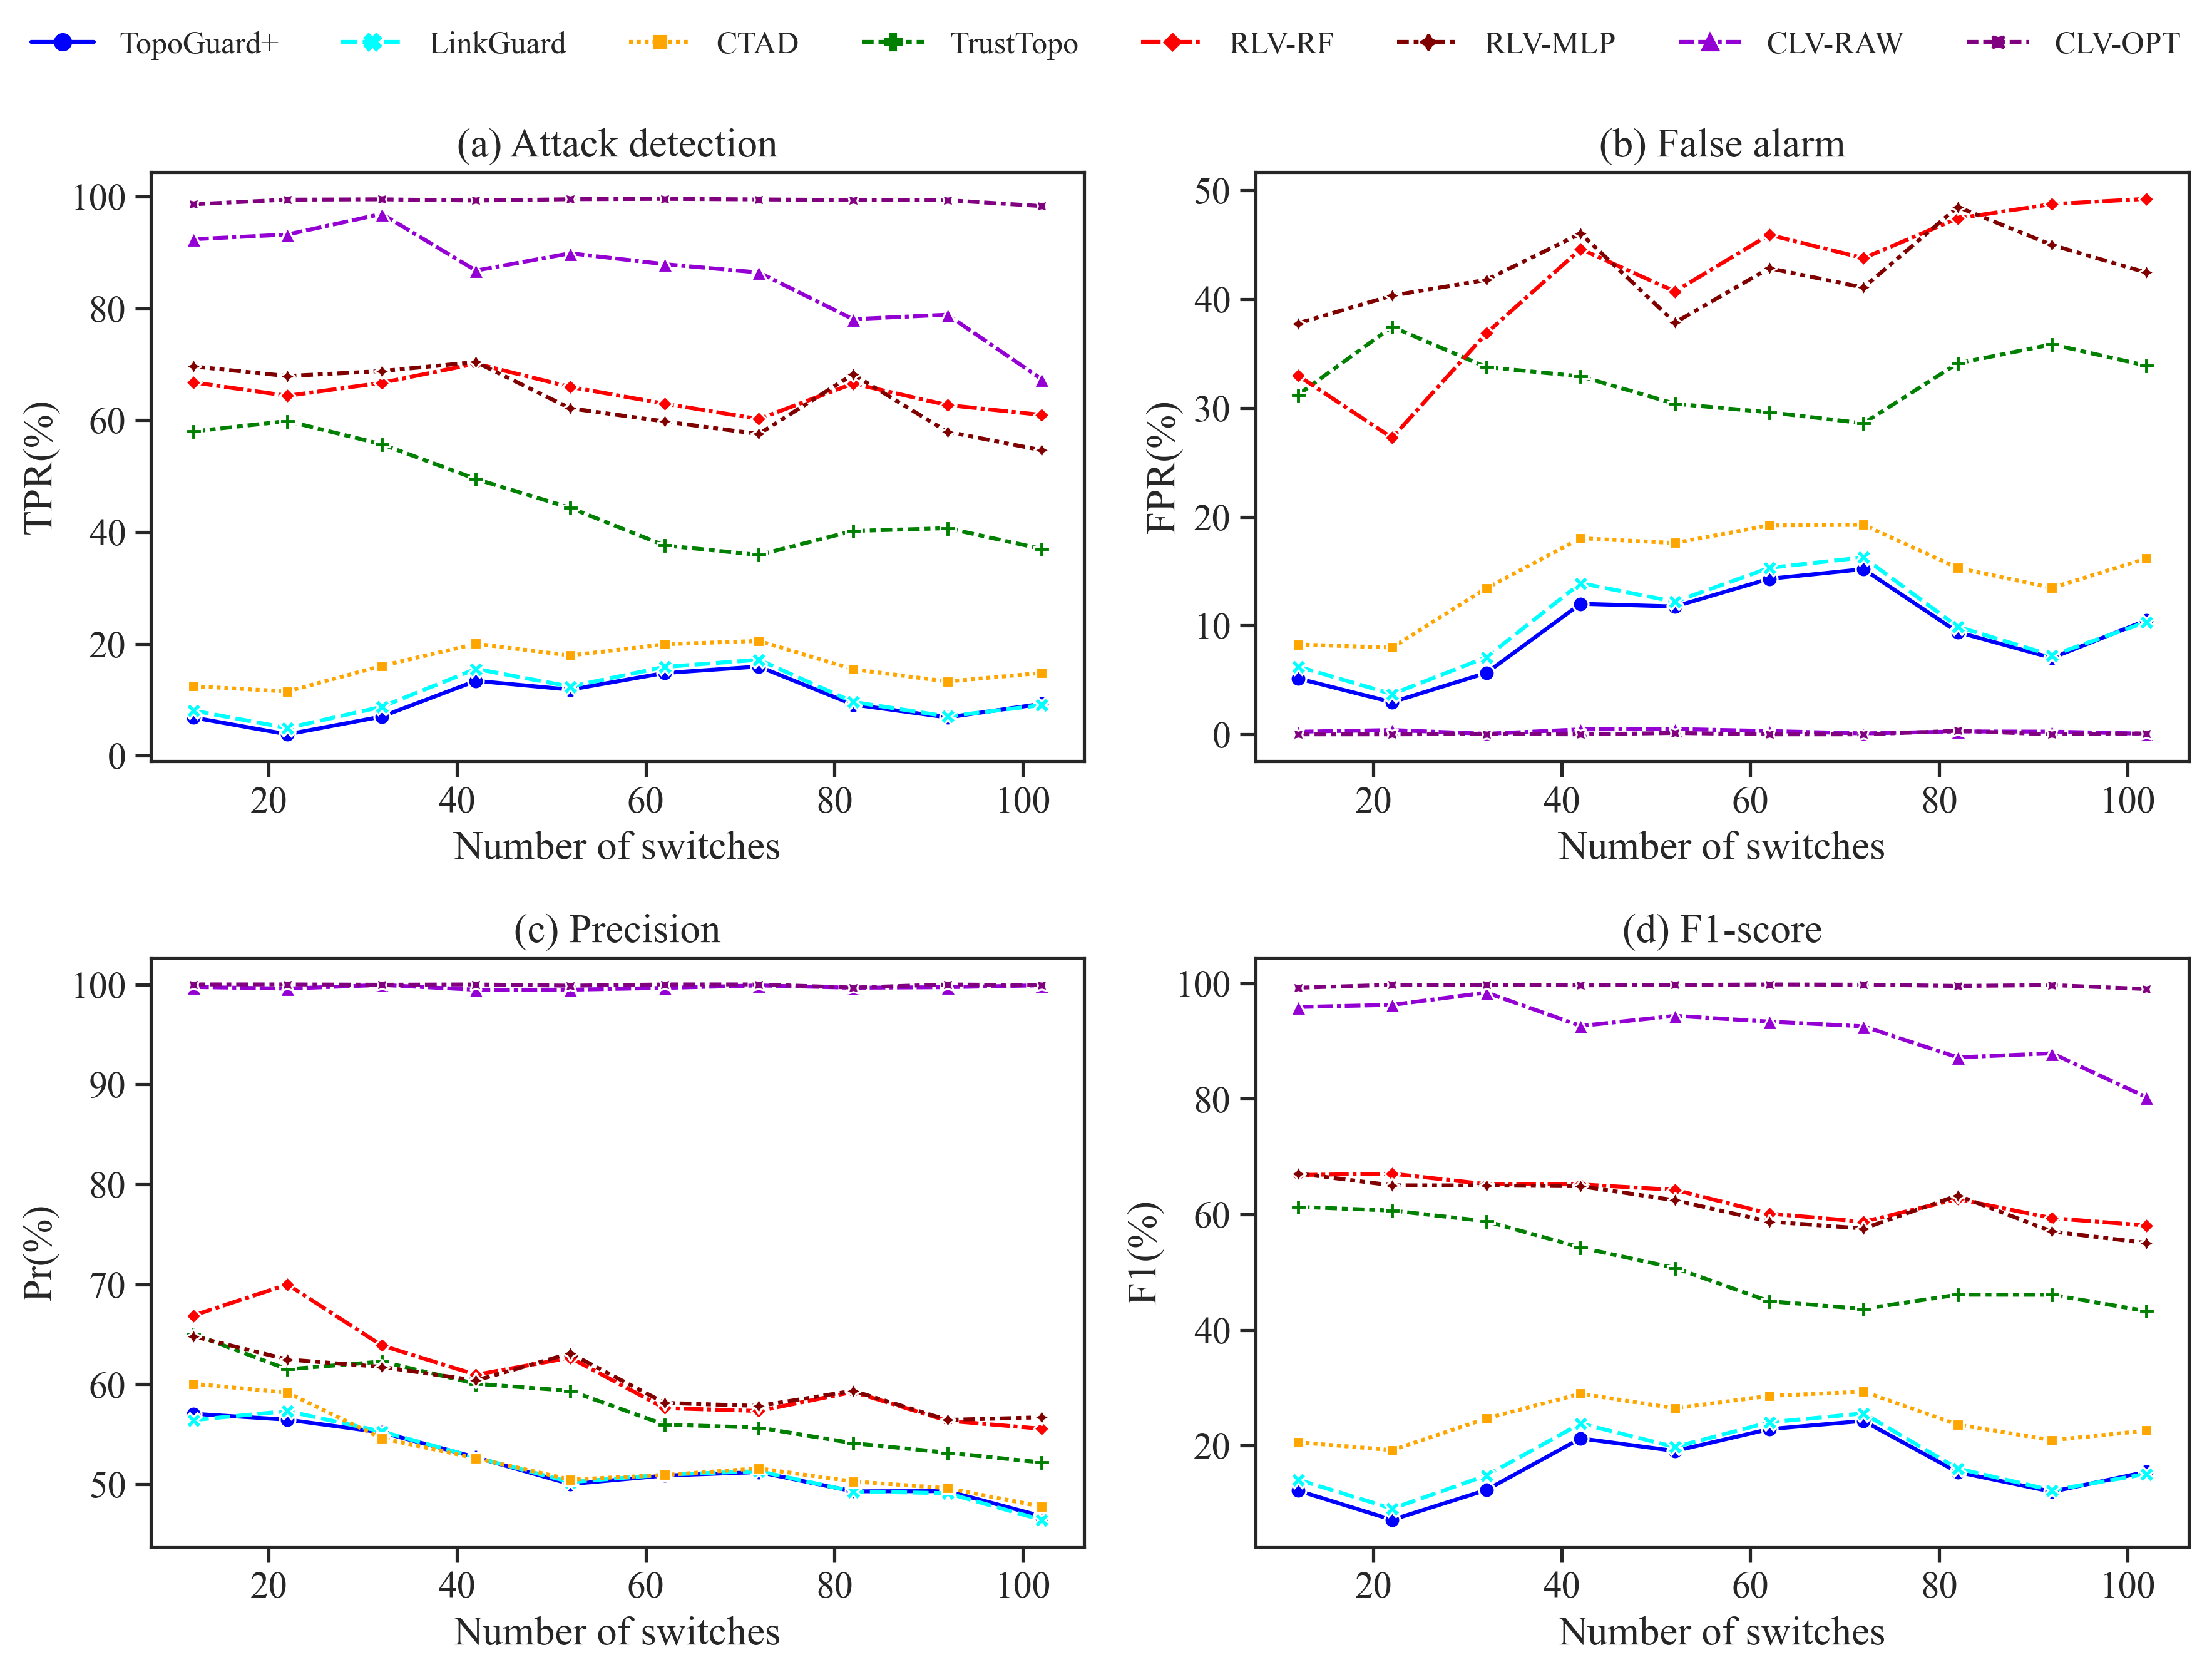 TopoGuard+ LinkGuard CTAD TrustTopo RLV-RF RLV-MLP CLV-RAW CLV-OPT
(a) Attack detection
TPR(%)
100
80
60
40
20
0
20 40 60 80 100
Number of switches
(b) False alarm
FPR(%)
50
40
30
20
10
0
20 40 60 80 100
Number of switches
(c) Precision
Pr(%)
100
90
80
70
60
50
20 40 60 80 100
Number of switches
(d) F1-score
F1(%)
100
80
60
40
20
20 40 60 80 100
Number of switches